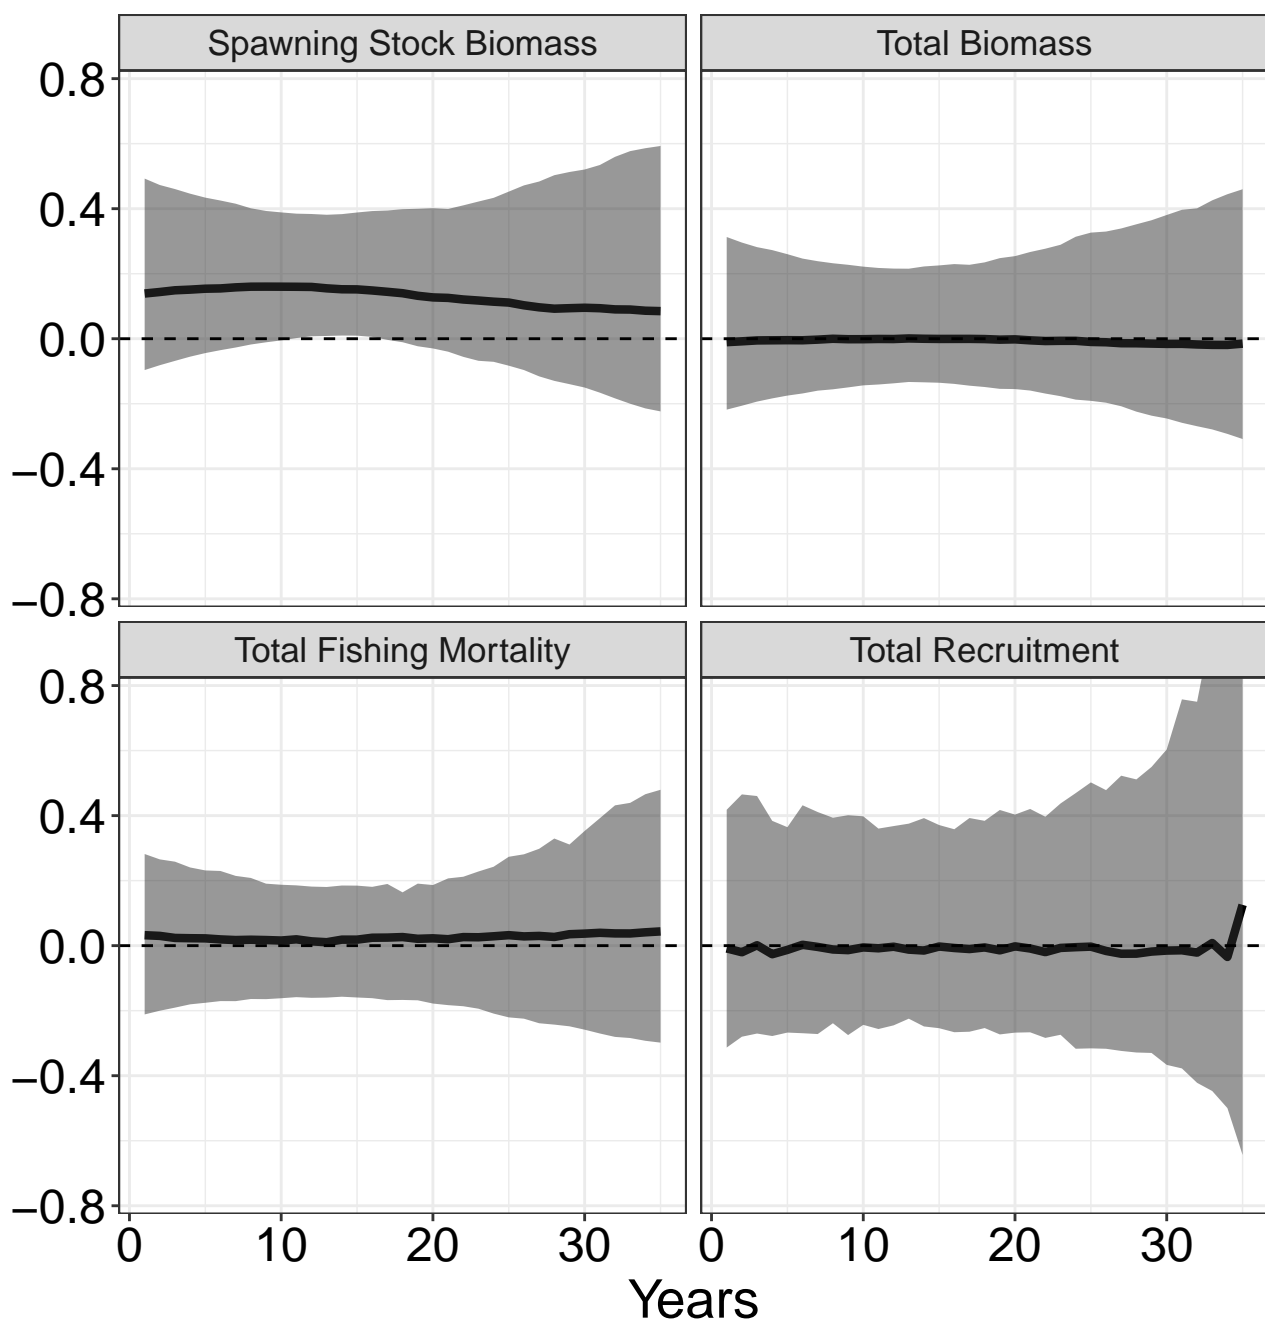 Spawning Stock Biomass
Total Biomass
0.8
0.4
0.0
−0.4
−0.8
Total Fishing Mortality
Total Recruitment
0.8
0.4
0.0
−0.4
−0.8
0 10 20 30
0 10 20 30
Years